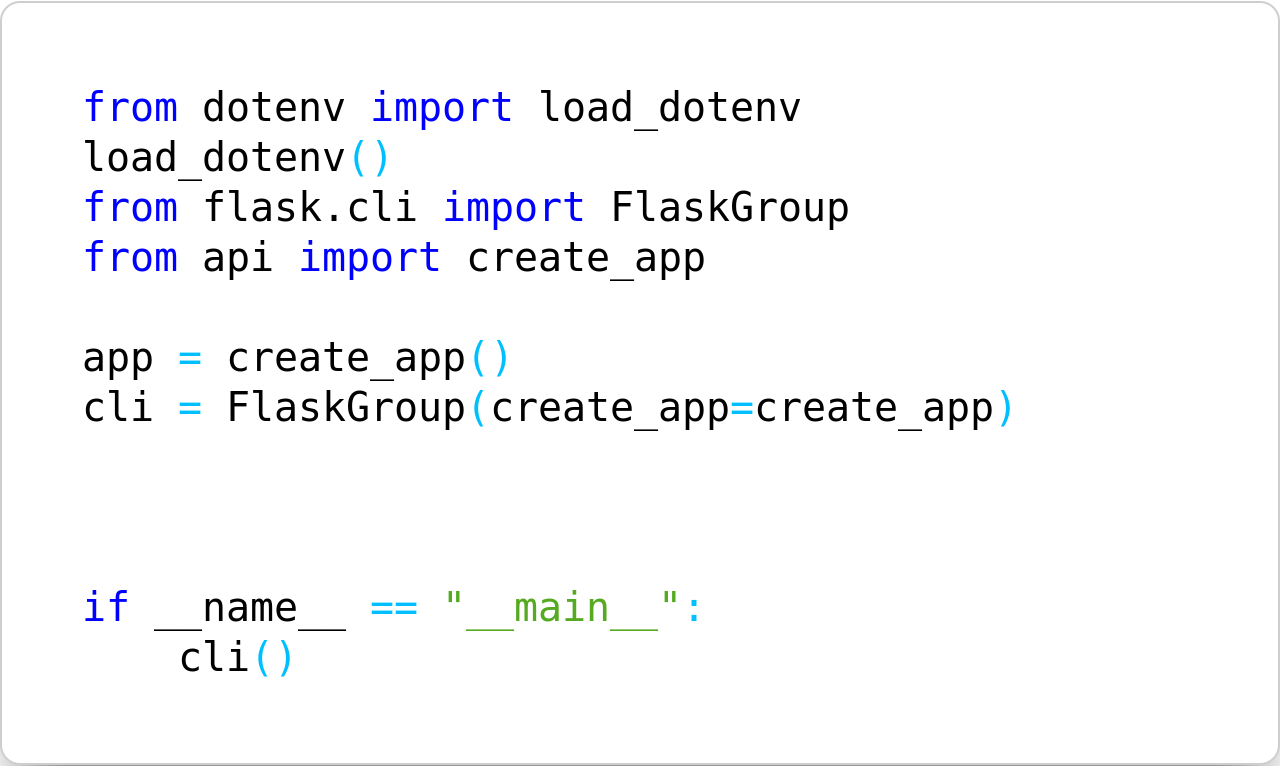 from dotenv import load_dotenv
load_dotenv()
from flask.cli import FlaskGroup
from api import create_app

app = create_app()
cli = FlaskGroup(create_app=create_app)



if __name__ == "__main__":
    cli()